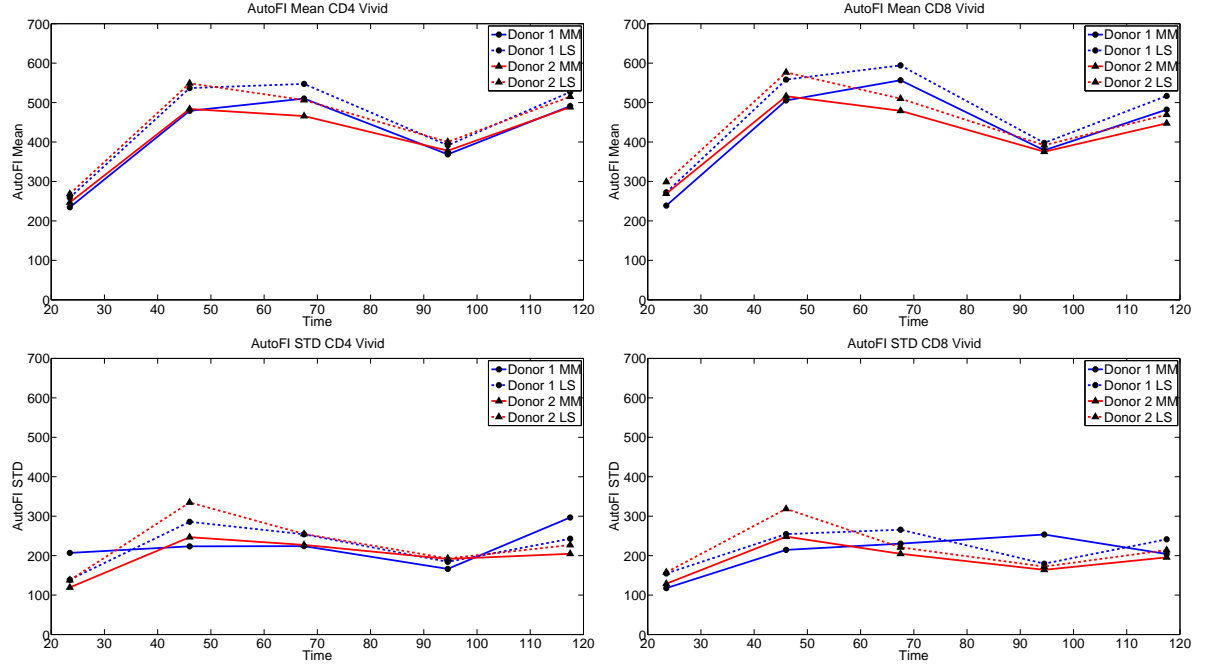 AutoFI Mean CD4 Vivid
700
600
500
400
300
200
100
0
AutoFI Mean
20 30 40 50 60 70 80 90 100 110 120
Time
Donor 1 MM
Donor 1 LS
Donor 2 MM
Donor 2 LS
AutoFI Mean CD8 Vivid
700
600
500
400
300
200
100
0
AutoFI Mean
20 30 40 50 60 70 80 90 100 110 120
Time
Donor 1 MM
Donor 1 LS
Donor 2 MM
Donor 2 LS
AutoFI STD CD4 Vivid
700
600
500
400
300
200
100
0
AutoFI STD
20 30 40 50 60 70 80 90 100 110 120
Time
Donor 1 MM
Donor 1 LS
Donor 2 MM
Donor 2 LS
AutoFI STD CD8 Vivid
700
600
500
400
300
200
100
0
AutoFI STD
20 30 40 50 60 70 80 90 100 110 120
Time
Donor 1 MM
Donor 1 LS
Donor 2 MM
Donor 2 LS